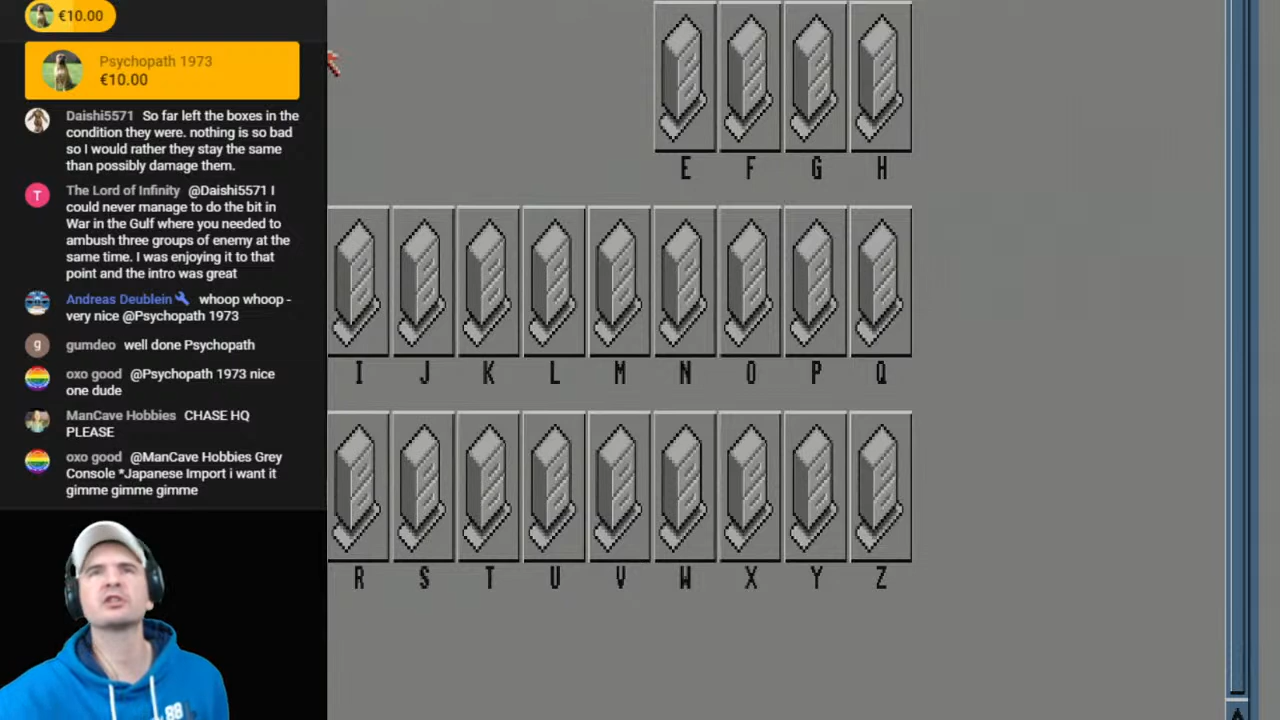 €10.00
Psychopath 1973
€10.00
Daishi5571 So far left the boxes in the
condition they were. nothing is so bad
so I would rather they stay the same
than possibly damage them.
T
The Lord of Infinity @Daishi5571 I
could never manage to do the bit in
War in the Gulf where you needed to
ambush three groups of enemy at the
same time. I was enjoying it to that
point and the intro was great
Andreas Deublein whoop whoop -
very nice @Psychopath 1973
g
gumdeo well done Psychopath
oxo good @Psychopath 1973 nice
one dude
ManCave Hobbies CHASE HQ
PLEASE
oxo good @ManCave Hobbies Grey
Console *Japanese Import i want it
gimme gimme gimme
E F G H
I J K L M N O P Q
R S T U V W X Y Z
88